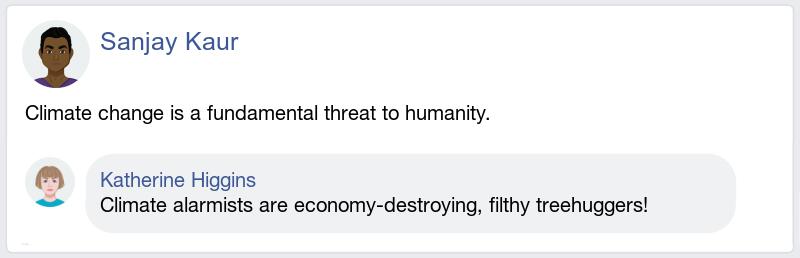 Sanjay Kaur
Climate change is a fundamental threat to humanity.
Katherine Higgins
Climate alarmists are economy-destroying, filthy treehuggers!